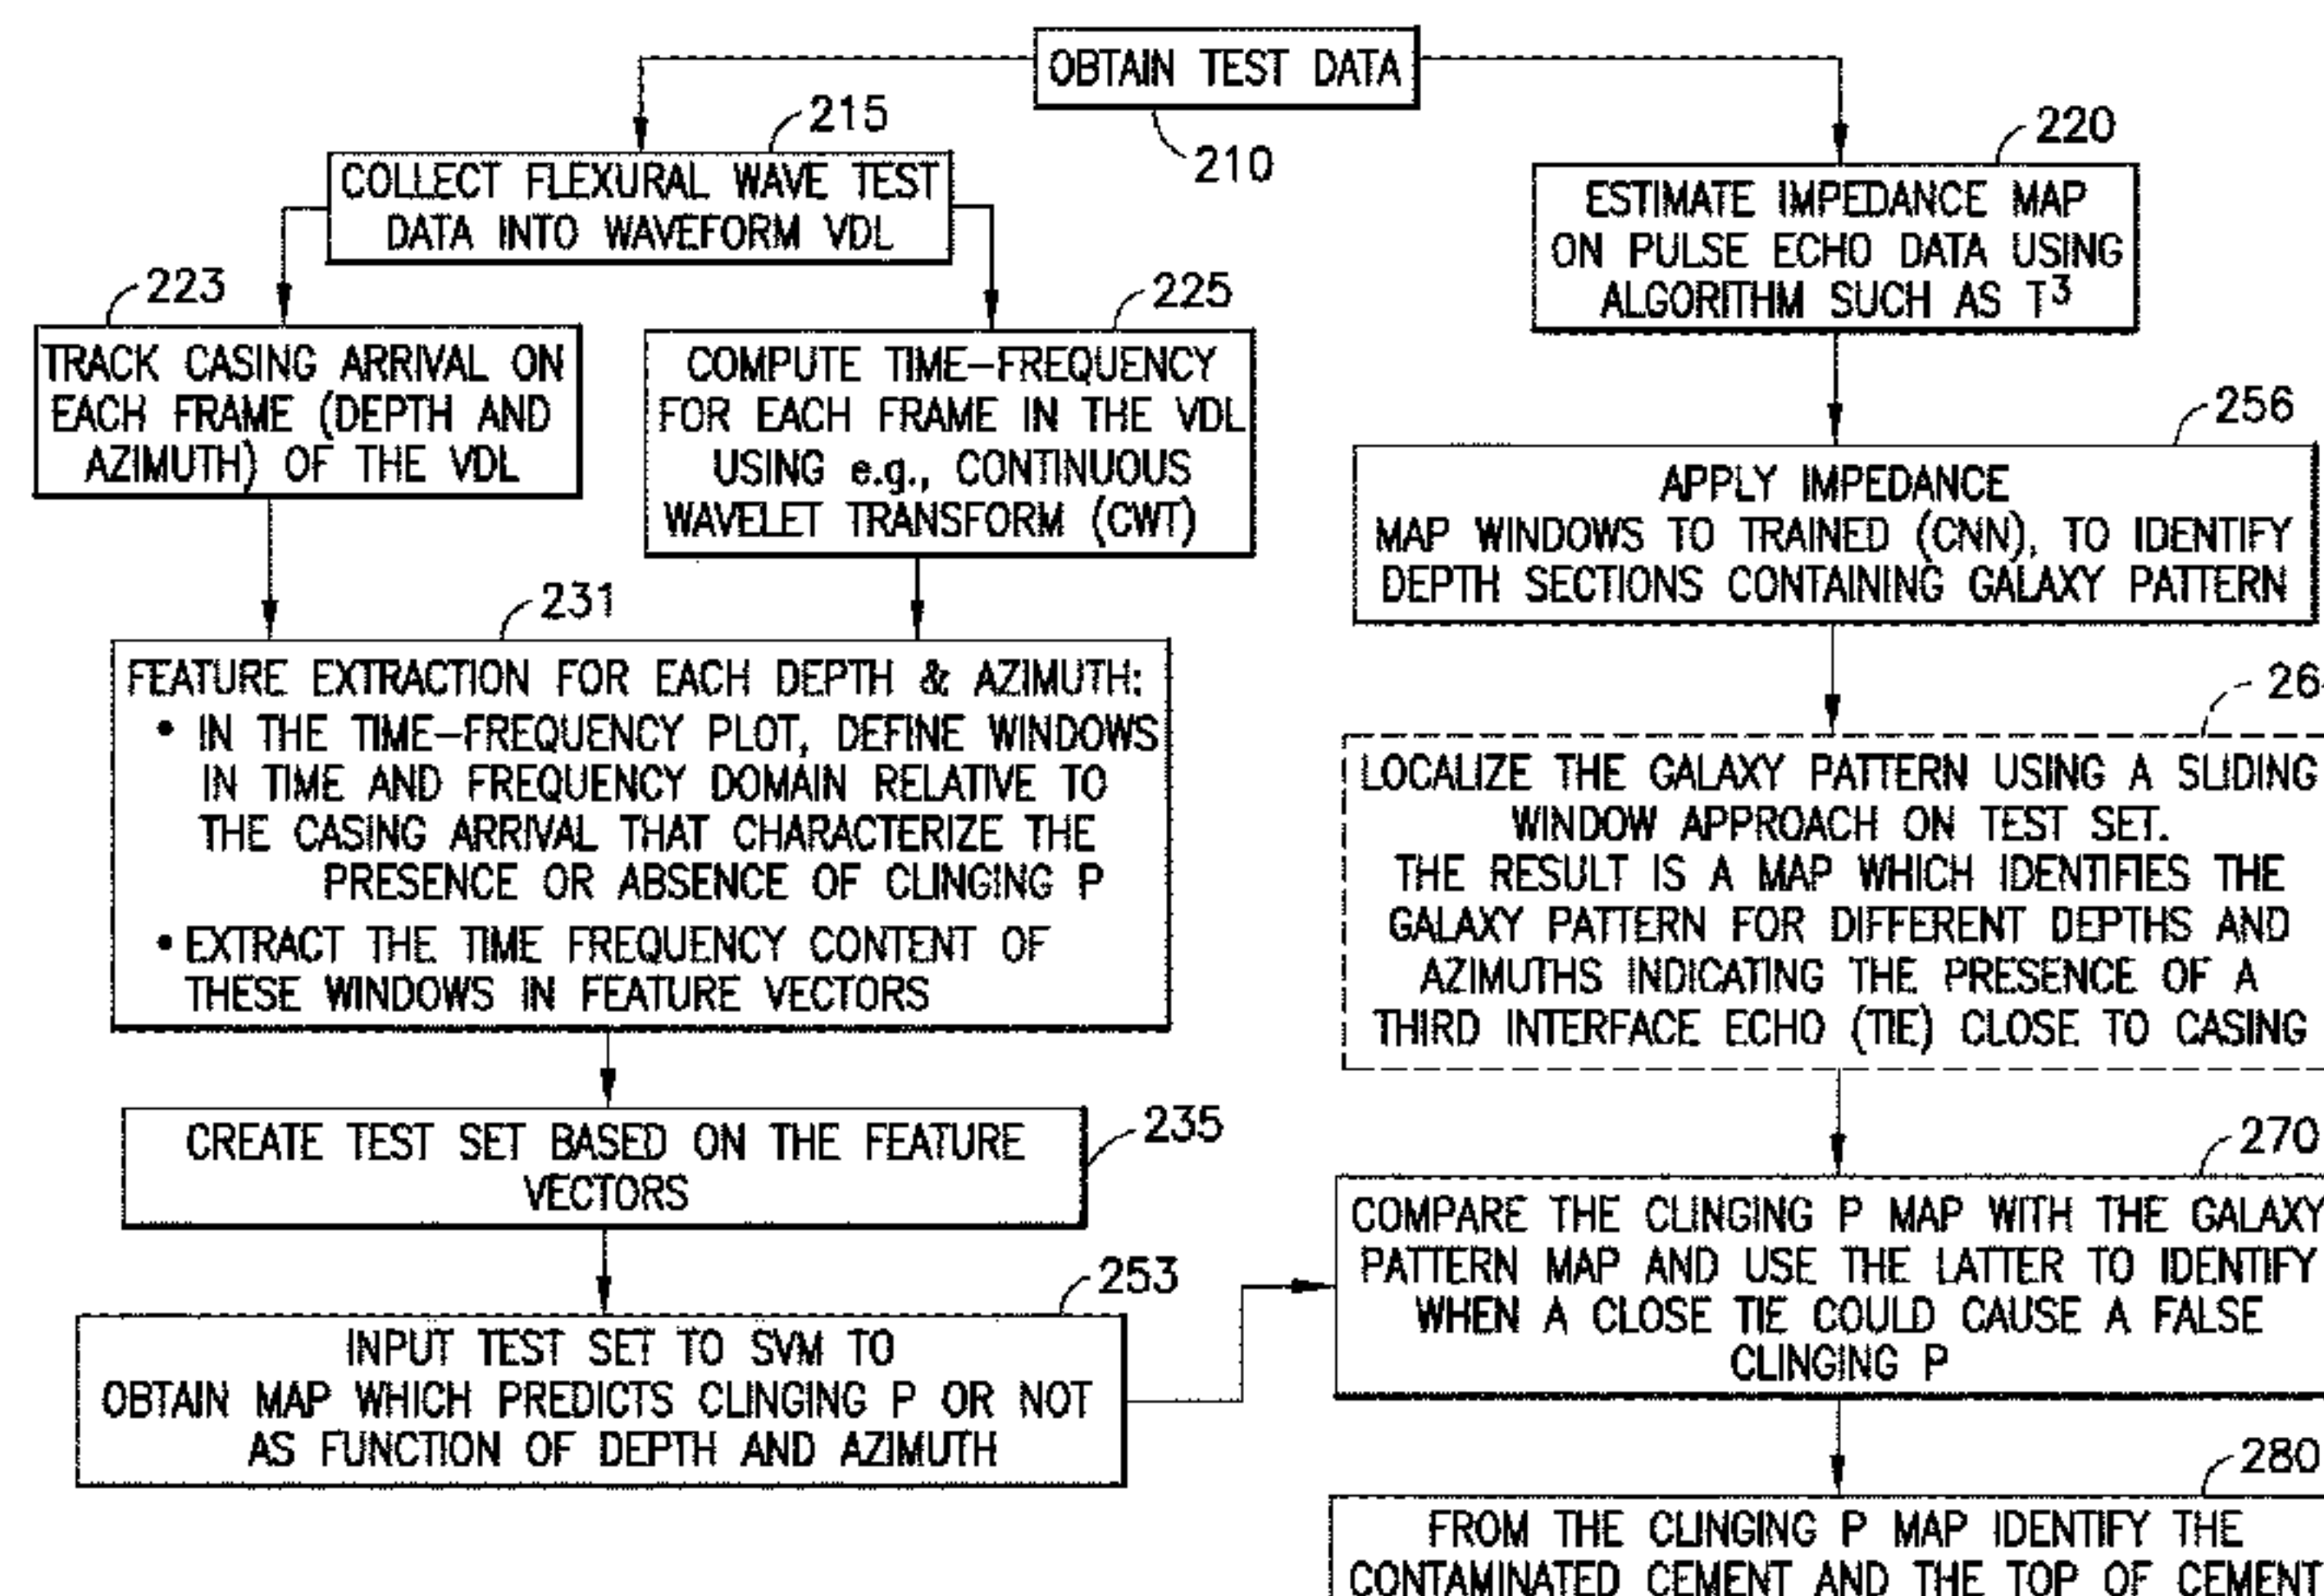 OBTAIN TEST DATA
210
215
COLLECT FLEXURAL WAVE TEST
DATA INTO WAVEFORM VDL
220
ESTIMATE IMPEDANCE MAP
ON PULSE ECHO DATA USING
ALGORITHM SUCH AS T3
223
TRACK CASING ARRIVAL ON
EACH FRAME (DEPTH AND
AZIMUTH) OF THE VDL
225
COMPUTE TIME-FREQUENCY
FOR EACH FRAME IN THE VDL
USING e.g., CONTINUOUS
WAVELET TRANSFORM (CWT)
256
APPLY IMPEDANCE
MAP WINDOWS TO TRAINED (CNN), TO IDENTIFY
DEPTH SECTIONS CONTAINING GALAXY PATTERN
231
FEATURE EXTRACTION FOR EACH DEPTH & AZIMUTH:
• IN THE TIME-FREQUENCY PLOT, DEFINE WINDOWS
IN TIME AND FREQUENCY DOMAIN RELATIVE TO
THE CASING ARRIVAL THAT CHARACTERIZE THE
PRESENCE OR ABSENCE OF CLINGING P
• EXTRACT THE TIME FREQUENCY CONTENT OF
THESE WINDOWS IN FEATURE VECTORS
LOCALIZE THE GALAXY PATTERN USING A SLIDING
WINDOW APPROACH ON TEST SET.
THE RESULT IS A MAP WHICH IDENTIFIES THE
GALAXY PATTERN FOR DIFFERENT DEPTHS AND
AZIMUTHS INDICATING THE PRESENCE OF A
THIRD INTERFACE ECHO (TIE) CLOSE TO CASING
235
CREATE TEST SET BASED ON THE FEATURE
VECTORS
253
INPUT TEST SET TO SVM TO
OBTAIN MAP WHICH PREDICTS CLINGING P OR NOT
AS FUNCTION OF DEPTH AND AZIMUTH
270
COMPARE THE CLINGING P MAP WITH THE GALAXY
PATTERN MAP AND USE THE LATTER TO IDENTIFY
WHEN A CLOSE TIE COULD CAUSE A FALSE
CLINGING P
280
FROM THE CLINGING P MAP IDENTIFY THE
CONTAMINATED CEMENT AND THE TOP OF CEMENT